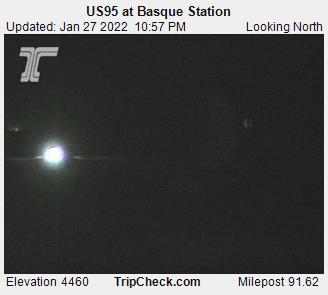 US95 at Basque Station
Updated: Jan 27 2022  10:57 PM  Looking North
Elevation 4460  TripCheck.com  Milepost 91.62